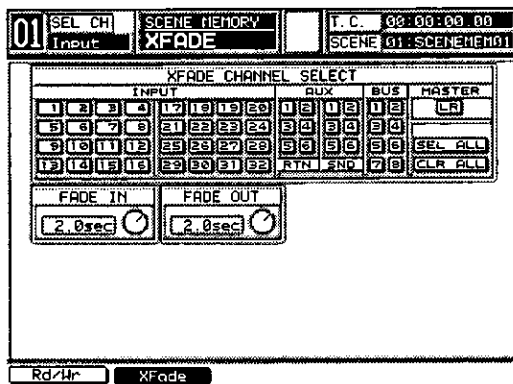 01 SEL CH SCENE MEMORY T.C. 00:00:00.00
Input XFADE SCENE 01:SCENEMEM01
XFADE CHANNEL SELECT
INPUT AUX BUS MASTER
1 2 3 4 17 18 19 20 1 2 1 2 1 2 LR
5 6 7 8 21 22 23 24 3 4 3 4 3 4
9 10 11 12 25 26 27 28 5 6 5 6 5 6 SEL ALL
13 14 15 16 29 30 31 32 RTN SND 7 8 CLR ALL
FADE IN FADE OUT
2.0sec 2.0sec
Rd/Wr XFade